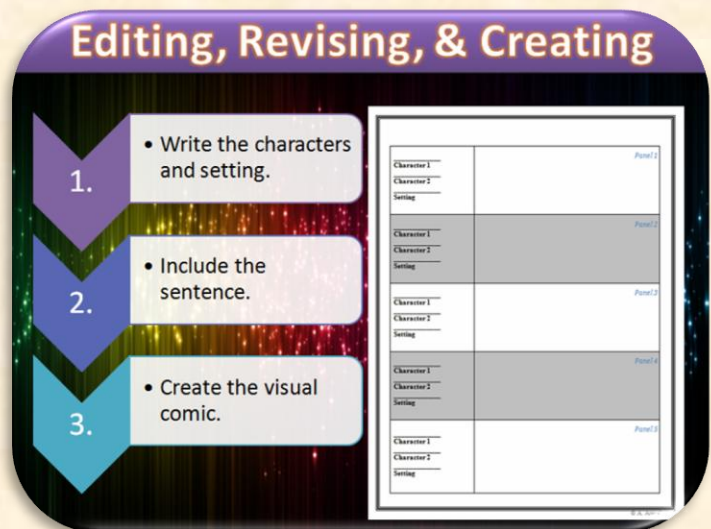 Editing, Revising, & Creating
1.
• Write the characters
and setting.
2.
• Include the
sentence.
3.
• Create the visual
comic.
Panel 1
Character 1
Character 2
Setting
Panel 2
Character 1
Character 2
Setting
Panel 3
Character 1
Character 2
Setting
Panel 4
Character 1
Character 2
Setting
Panel 5
Character 1
Character 2
Setting